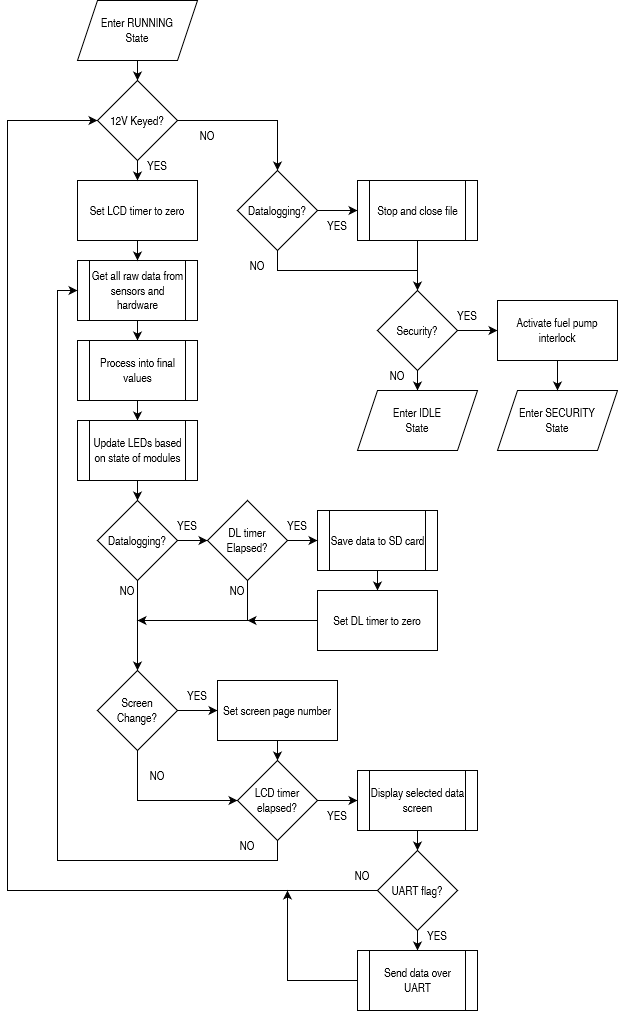 Enter RUNNING
State
12V Keyed?
NO
YES
Set LCD timer to zero
Datalogging?
YES
Stop and close file
NO
Get all raw data from
sensors and
hardware
Security?
YES
Activate fuel pump
interlock
NO
Process into final
values
Enter IDLE
State
Enter SECURITY
State
Update LEDs based
on state of modules
Datalogging?
YES
DL timer
Elapsed?
YES
Save data to SD card
NO
NO
Set DL timer to zero
Screen
Change?
YES
Set screen page number
NO
LCD timer
elapsed?
YES
Display selected data
screen
NO
UART flag?
NO
YES
Send data over
UART